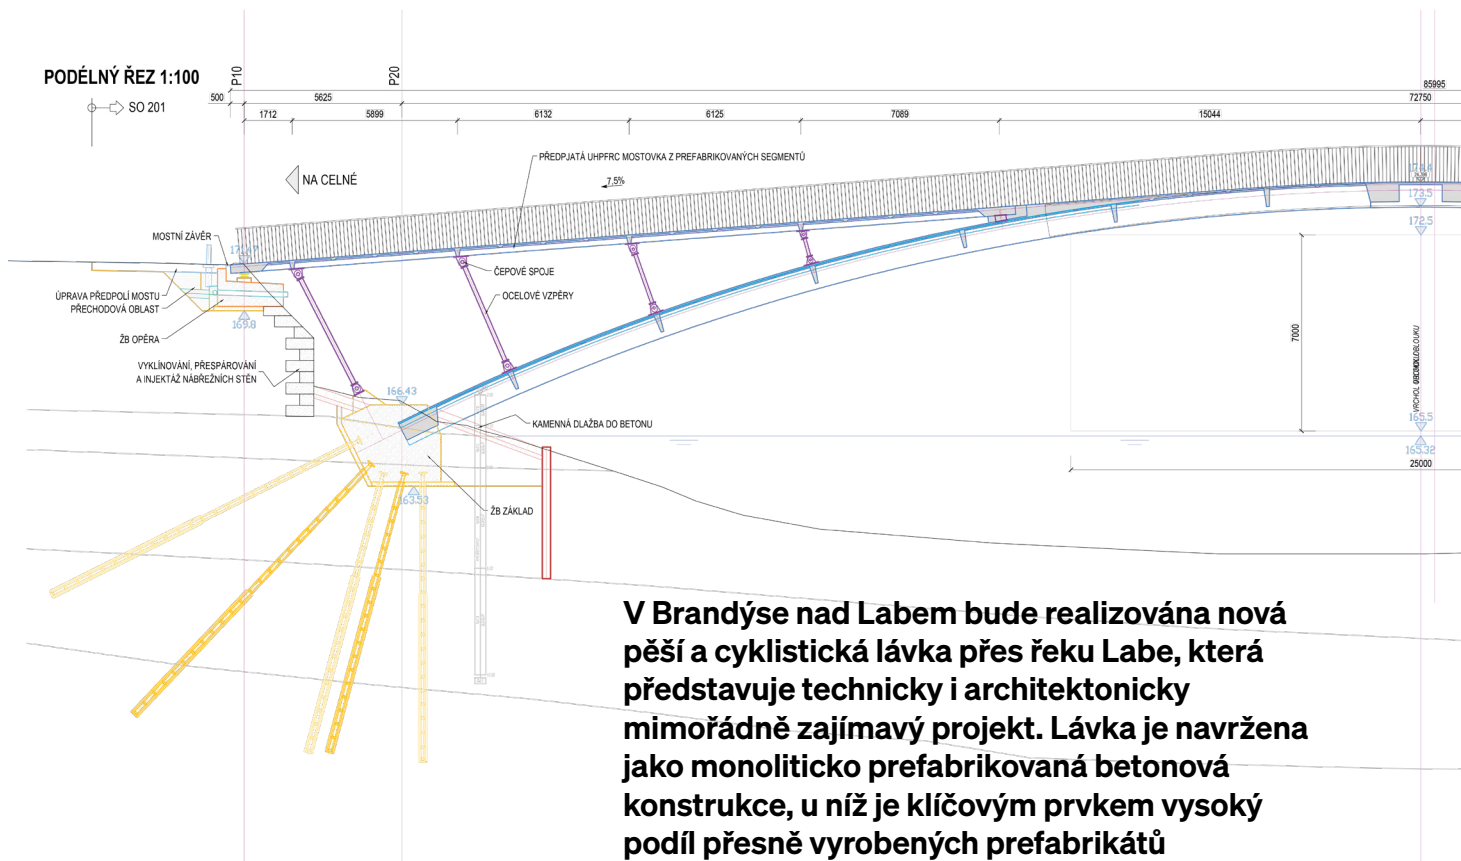 PODÉLNÝ ŘEZ 1:100
P10
P20
SO 201
85995
500
5625
72750
1712
5899
6132
6125
7089
15044
PŘEDPJATÁ UHPFRC MOSTOVKA Z PREFABRIKOVANÝCH SEGMENTŮ
NA CELNÉ
7,5%
174.4
173.5
172.5
MOSTNÍ ZÁVĚR
ČEPOVÉ SPOJE
OCELOVÉ VZPĚRY
ÚPRAVA PŘEDPOLÍ MOSTU
PŘECHODOVÁ OBLAST
169.8
ŽB OPĚRA
7000
VYKLÍNOVÁNÍ, PŘESPÁROVÁNÍ
A INJEKTÁŽ NÁBŘEŽNÍCH STĚN
166.43
VRCHOL
165.5
KAMENNÁ DLAŽBA DO BETONU
165.32
25000
163.53
ŽB ZÁKLAD
V Brandýse nad Labem bude realizována nová
pěší a cyklistická lávka přes řeku Labe, která
představuje technicky i architektonicky
mimořádně zajímavý projekt. Lávka je navržena
jako monoliticko prefabrikovaná betonová
konstrukce, u níž je klíčovým prvkem vysoký
podíl přesně vyrobených prefabrikátů